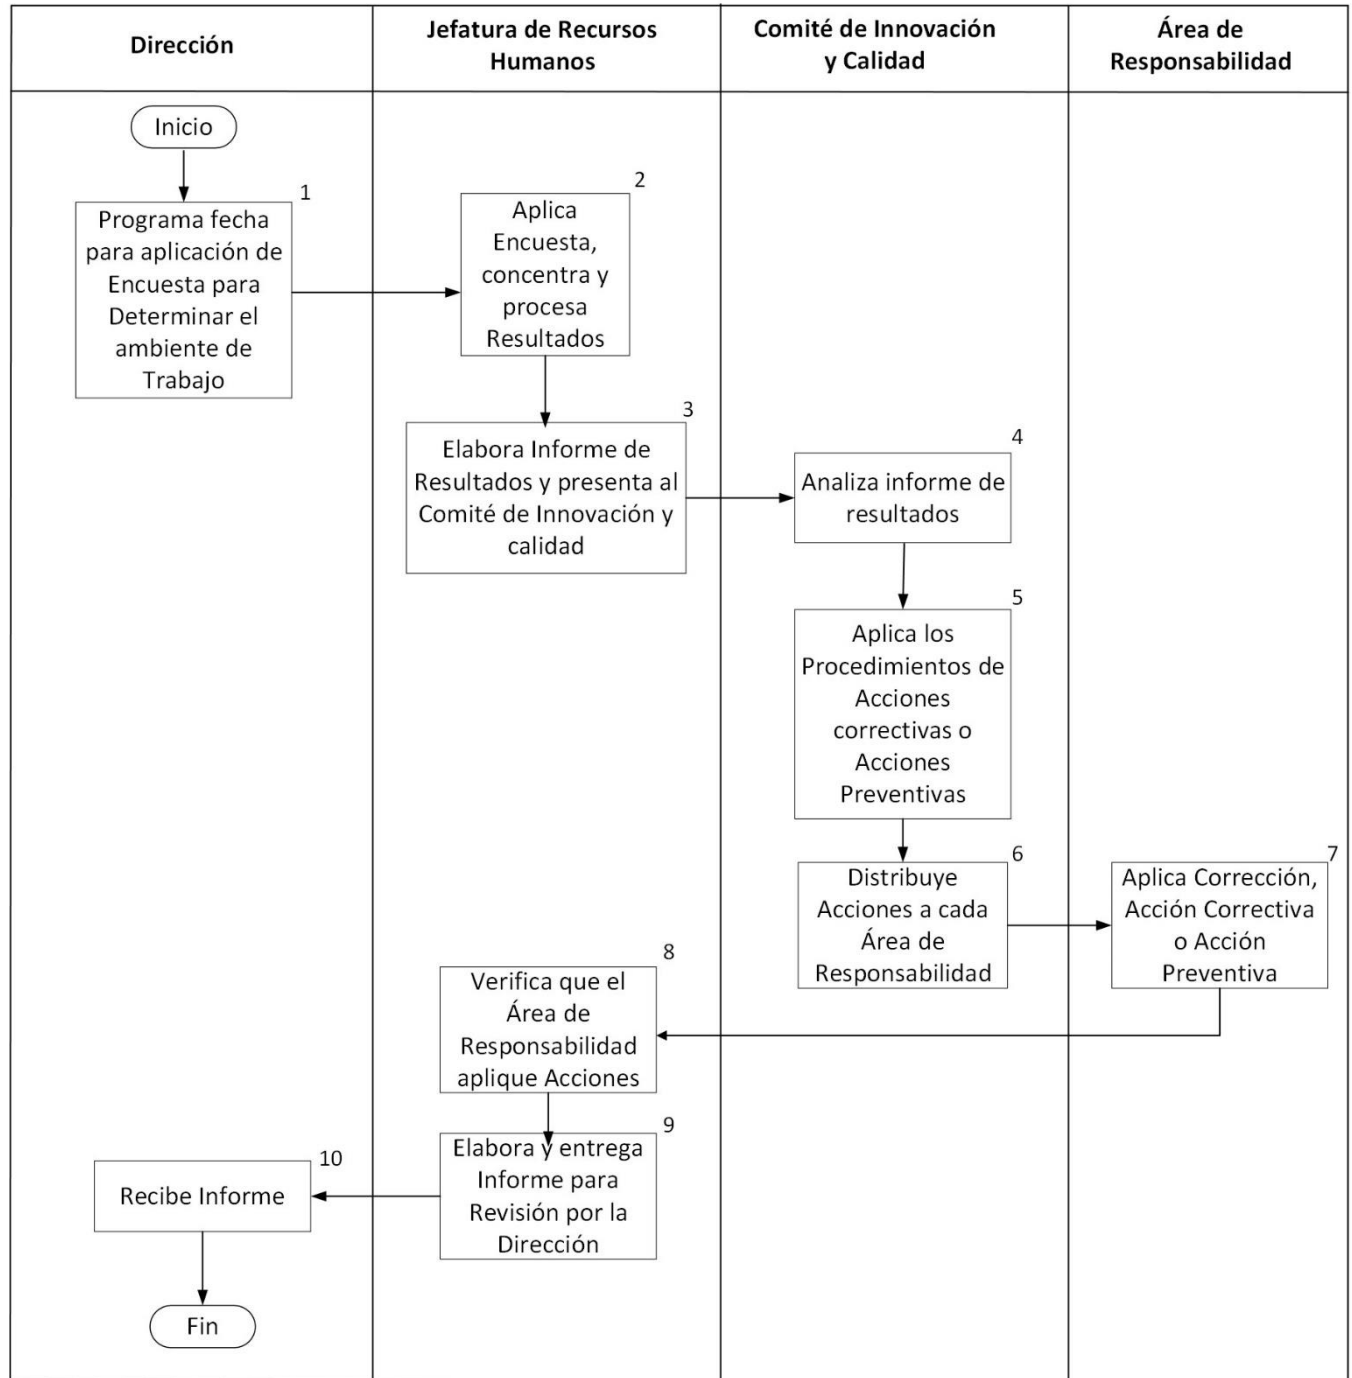 Dirección
Jefatura de Recursos
Humanos
Comité de Innovación
y Calidad
Área de
Responsabilidad
Inicio
1
Programa fecha
para aplicación de
Encuesta para
Determinar el
ambiente de
Trabajo
2
Aplica
Encuesta,
concentra y
procesa
Resultados
3
Elabora Informe de
Resultados y presenta al
Comité de Innovación y
calidad
4
Analiza informe de
resultados
5
Aplica los
Procedimientos de
Acciones
correctivas o
Acciones
Preventivas
6
Distribuye
Acciones a cada
Área de
Responsabilidad
7
Aplica Corrección,
Acción Correctiva
o Acción
Preventiva
8
Verifica que el
Área de
Responsabilidad
aplique Acciones
9
Elabora y entrega
Informe para
Revisión por la
Dirección
10
Recibe Informe
Fin